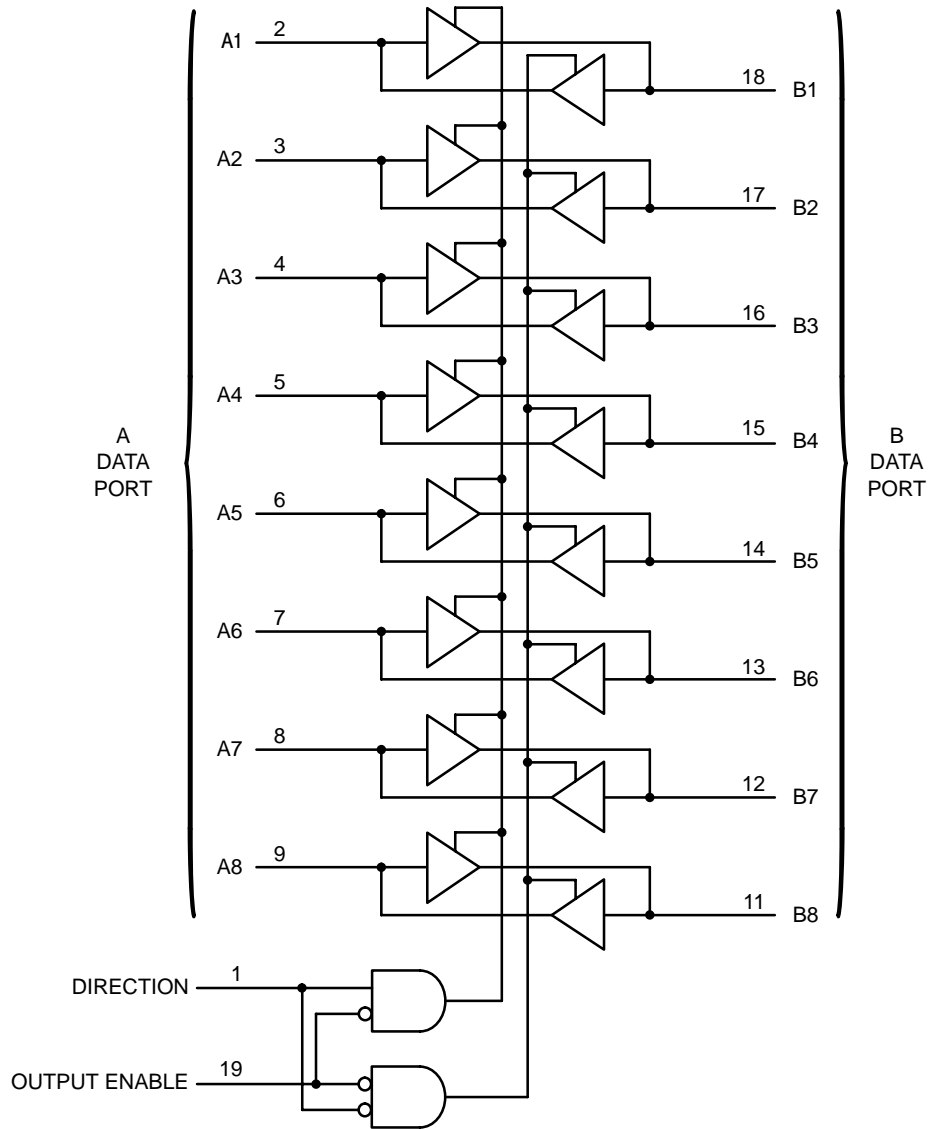 A1 2
18 B1
A2 3
17 B2
A3 4
16 B3
A4 5
15 B4
A
DATA
PORT
B
DATA
PORT
A5 6
14 B5
A6 7
13 B6
A7 8
12 B7
A8 9
11 B8
DIRECTION 1
OUTPUT ENABLE 19